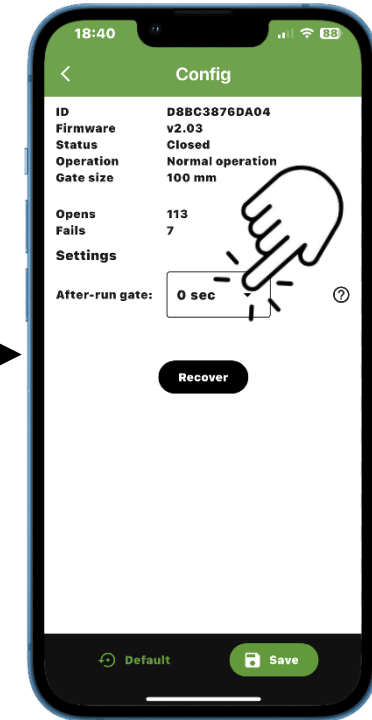 18:40
88
Config
ID D8BC3876DA04
Firmware v2.03
Status Closed
Operation Normal operation
Gate size 100 mm
Opens 113
Fails 7
Settings
After-run gate: 0 sec ?
Recover
Default Save